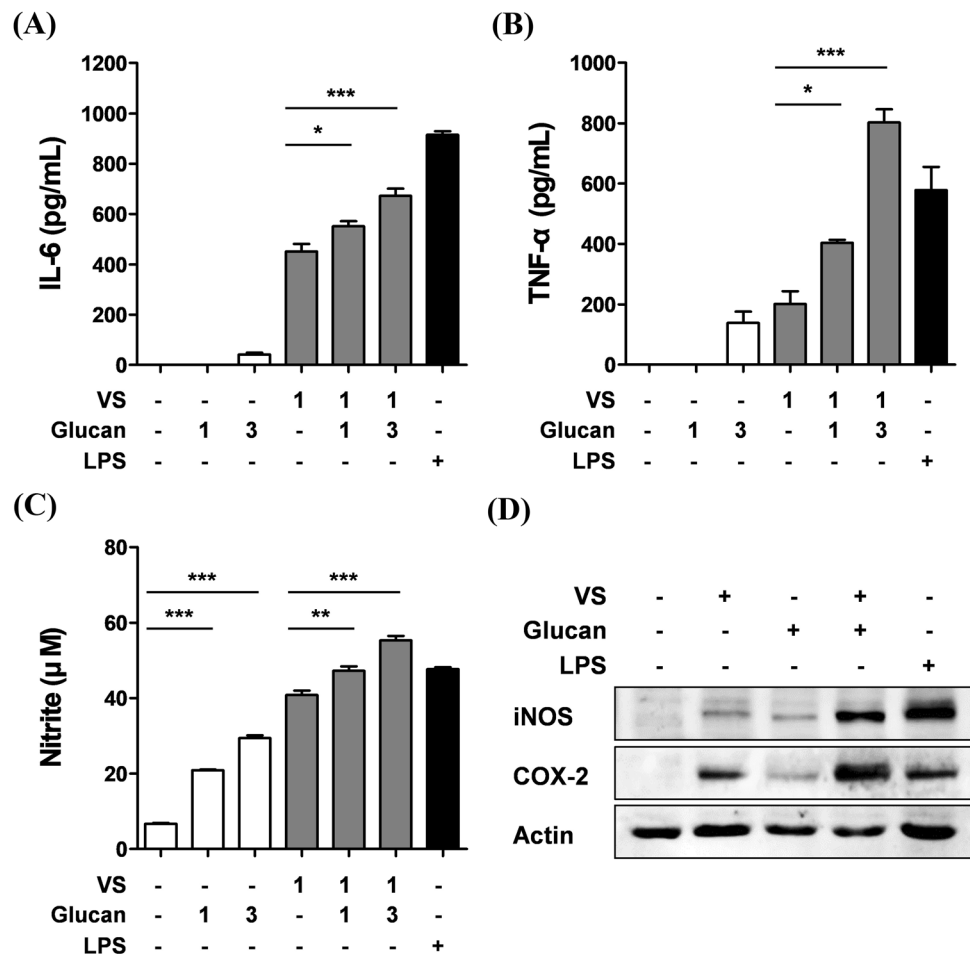 (A)
IL-6 (pg/mL)
1200
1000
800
600
400
200
0
***
*
VS - - - 1 1 1 -
Glucan - 1 3 - 1 3 -
LPS - - - - - - +
(B)
TNF-α (pg/mL)
1000
800
600
400
200
0
***
*
VS - - - 1 1 1 -
Glucan - 1 3 - 1 3 -
LPS - - - - - - +
(C)
Nitrite (μ M)
80
60
40
20
0
*** ***
*** **
VS - - - 1 1 1 -
Glucan - 1 3 - 1 3 -
LPS - - - - - - +
(D)
VS - + - + -
Glucan - - + + -
LPS - - - - +
iNOS
COX-2
Actin